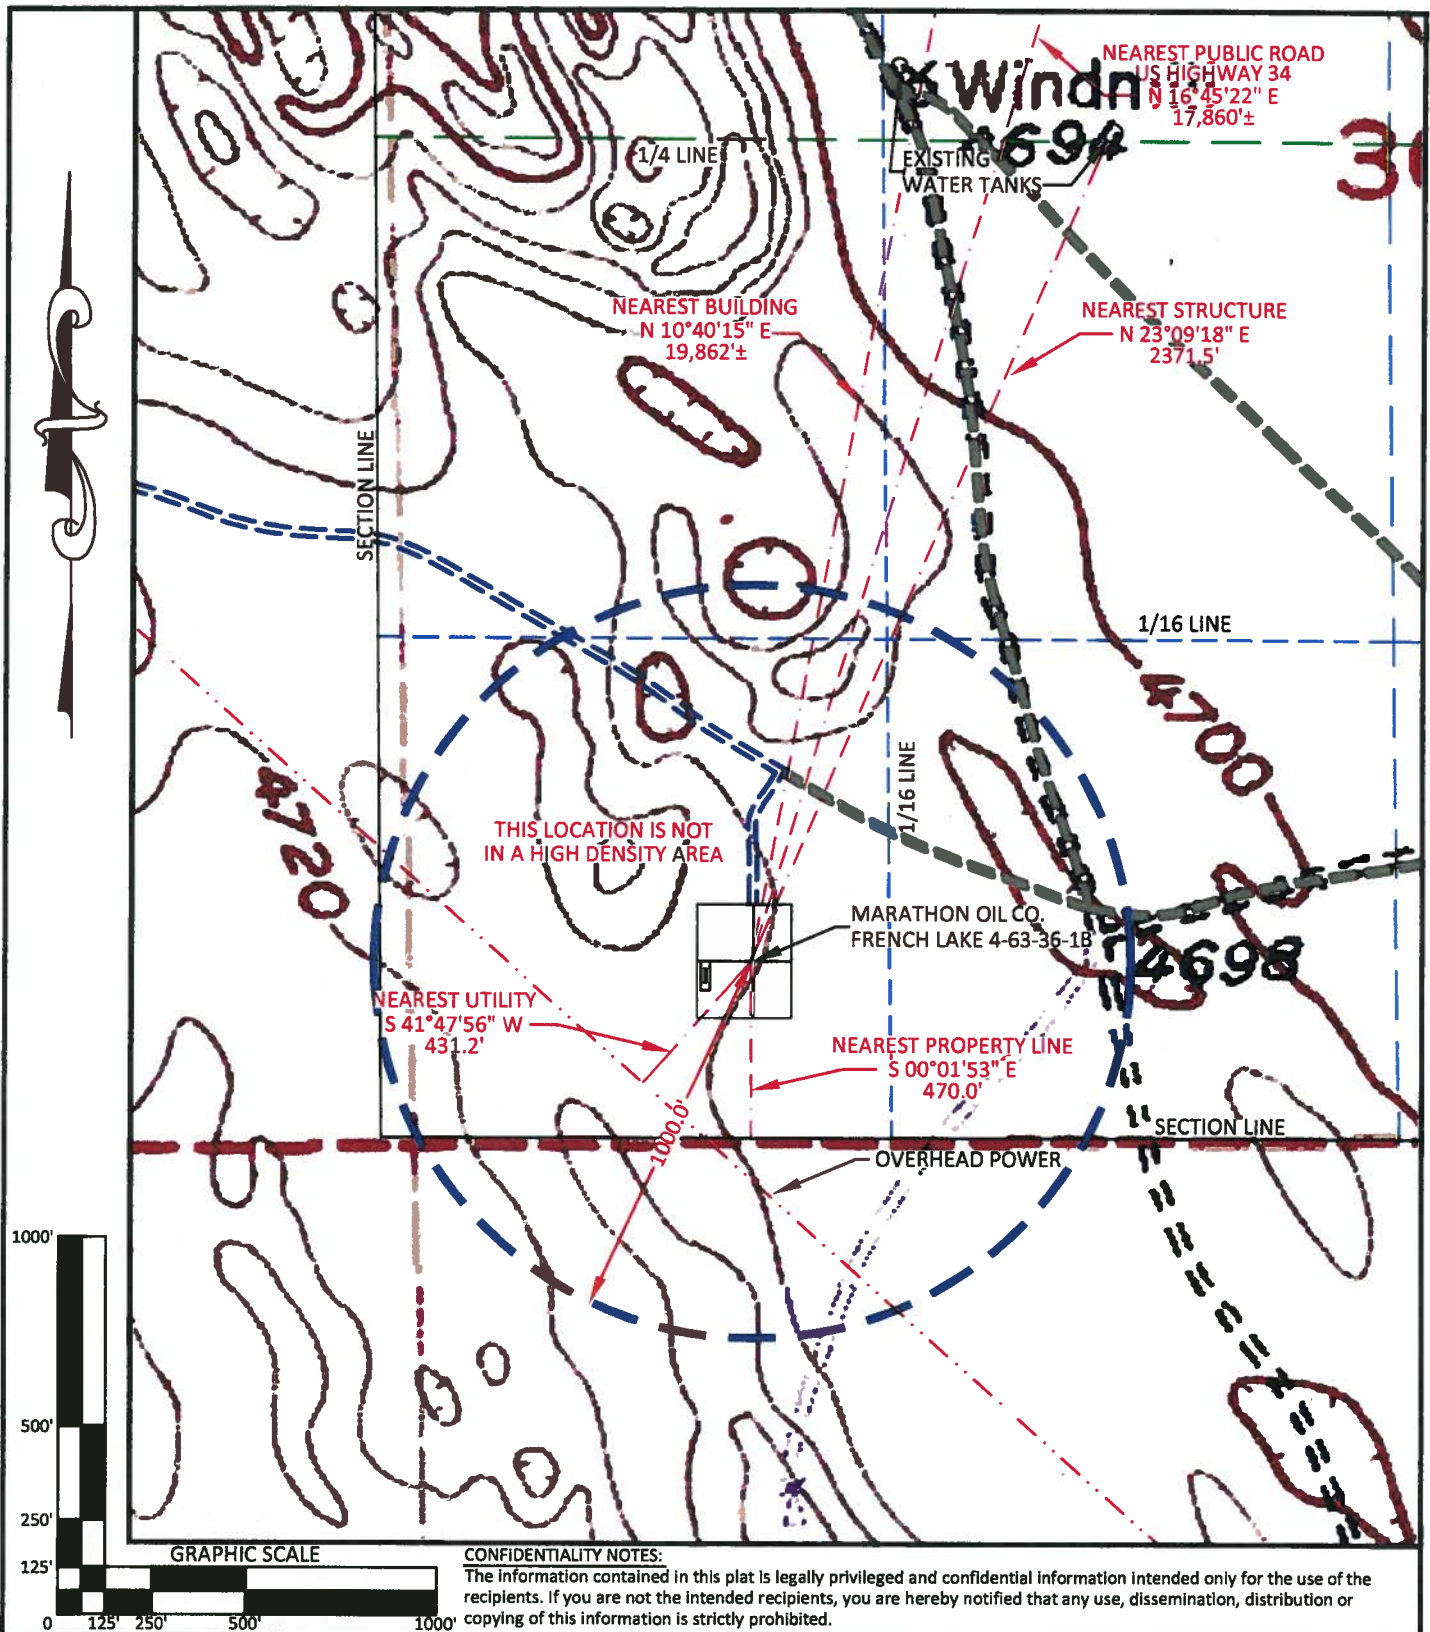 NEAREST PUBLIC ROAD
US HIGHWAY 34
N 16°45'22" E
17,860'±
1/4 LINE
EXISTING
WATER TANKS
NEAREST BUILDING
N 10°40'15" E
19,862'±
NEAREST STRUCTURE
N 23°09'18" E
2371.5'
SECTION LINE
1/16 LINE
4700
1/16 LINE
4720
THIS LOCATION IS NOT
IN A HIGH DENSITY AREA
MARATHON OIL CO.
FRENCH LAKE 4-63-36-1B
4698
NEAREST UTILITY
S 41°47'56" W
431.2'
NEAREST PROPERTY LINE
S 00°01'53" E
470.0'
1000.0'
SECTION LINE
OVERHEAD POWER
1000'
500'
250'
125'
GRAPHIC SCALE
0 125' 250' 500' 1000'
CONFIDENTIALITY NOTES:
The information contained in this plat is legally privileged and confidential information intended only for the use of the
recipients. If you are not the intended recipients, you are hereby notified that any use, dissemination, distribution or
copying of this information is strictly prohibited.